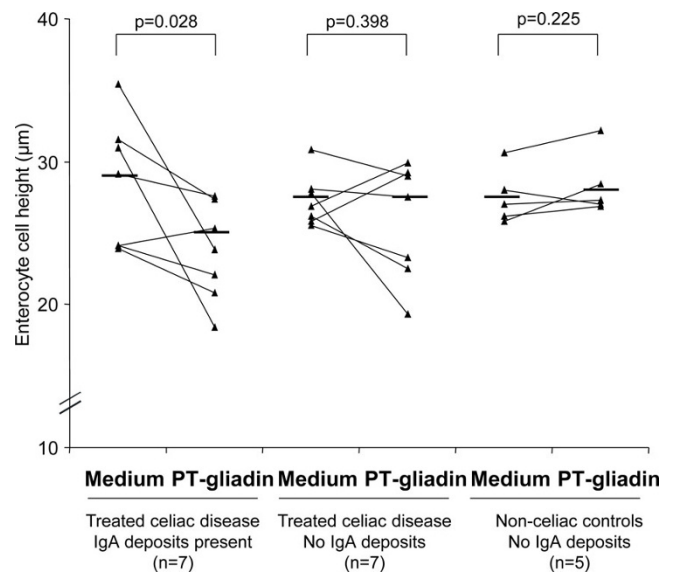 40
p=0.028
p=0.398
p=0.225
30
Enterocyte cell height (µm)
20
10
Medium PT-gliadin Medium PT-gliadin Medium PT-gliadin
Treated celiac disease
IgA deposits present
(n=7)
Treated celiac disease
No IgA deposits
(n=7)
Non-celiac controls
No IgA deposits
(n=5)